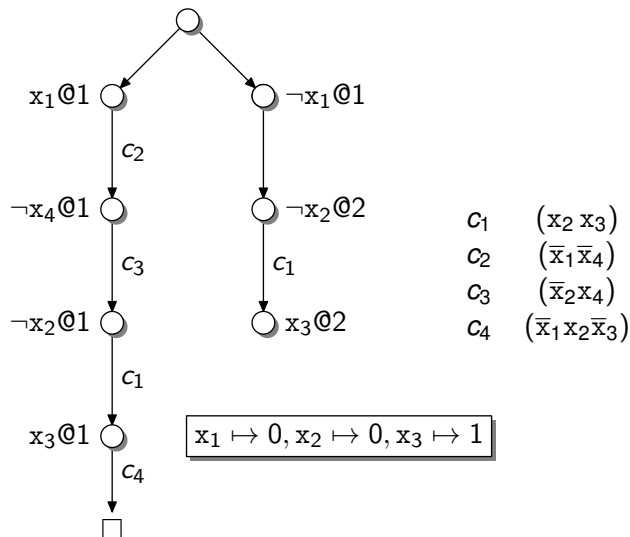 x₁@1 ¬x₁@1
c₂
¬x₄@1 ¬x₂@2
c₁ (x₂ x₃)
c₂ (x̅₁x̅₄)
c₃ c₁
c₃ (x̅₂x₄)
¬x₂@1 x₃@2
c₄ (x̅₁x₂x̅₃)
c₁
x₃@1
x₁ ↦ 0, x₂ ↦ 0, x₃ ↦ 1
c₄